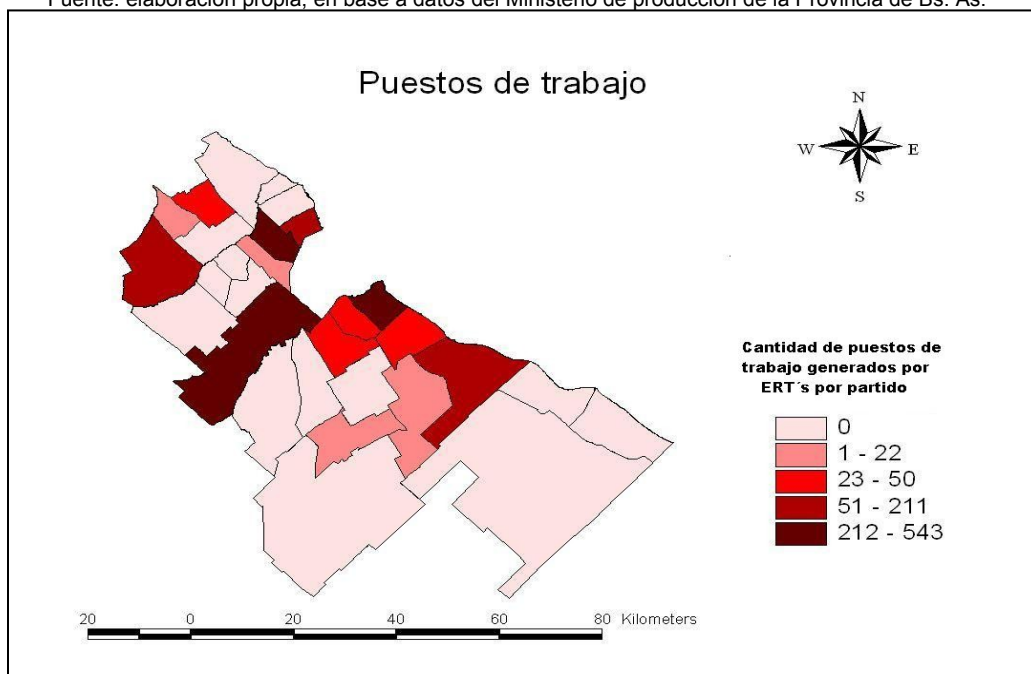 Fuente: elaboración propia, en base a datos del Ministerio de producción de la Provincia de Bs. As.
Puestos de trabajo
N
W
E
S
Cantidad de puestos de
trabajo generados por
ERT´s por partido
0
1 - 22
23 - 50
51 - 211
212 - 543
20 0 20 40 60 80 Kilometers